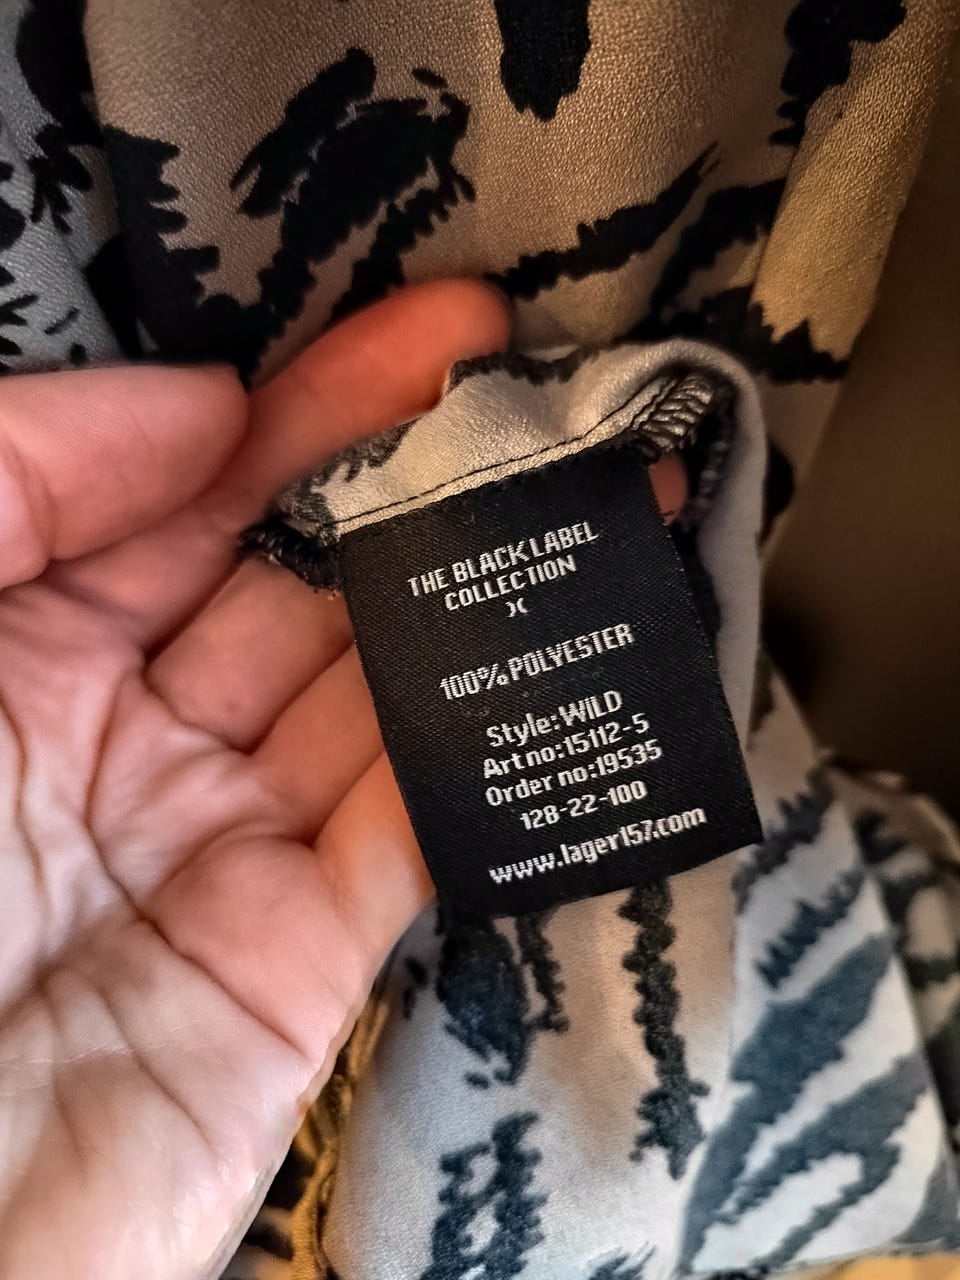 THE BLACK LABEL
COLLECTION
100% POLYESTER
Style: WILD
Art no: 15112-5
Order no: 19535
128-22-100
www.lager157.com